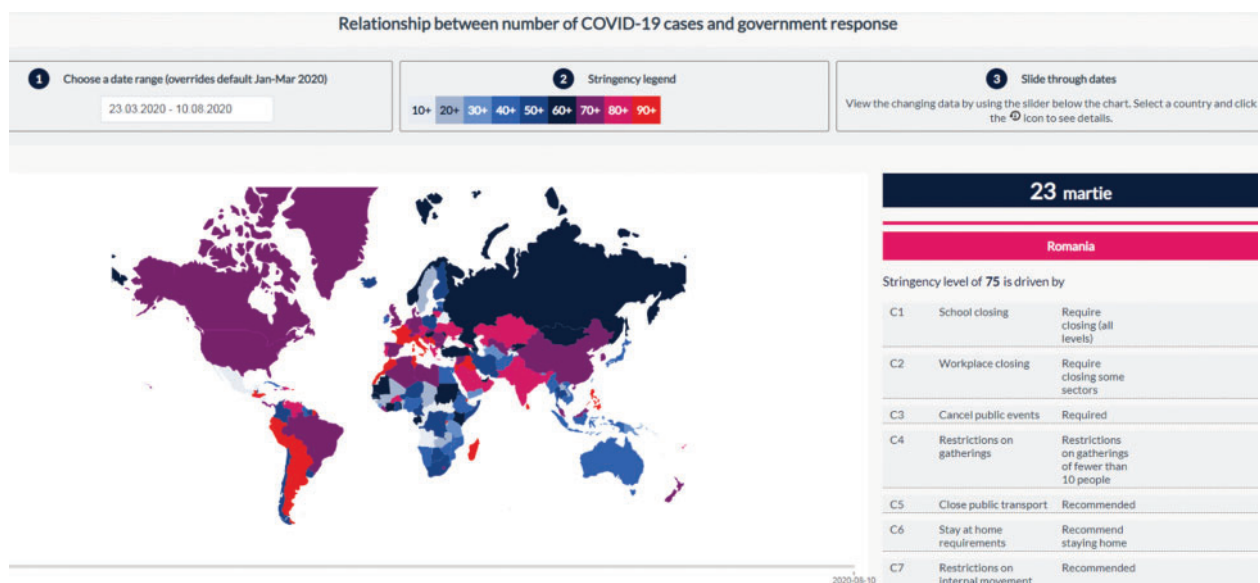 Relationship between number of COVID-19 cases and government response
1 Choose a date range (overrides default Jan-Mar 2020)
23.03.2020 - 10.08.2020
2 Stringency legend
10+ 20+ 30+ 40+ 50+ 60+ 70+ 80+ 90+
3 Slide through dates
View the changing data by using the slider below the chart. Select a country and click
the icon to see details.
23 martie
Romania
Stringency level of 75 is driven by
C1 School closing Require
closing (all
levels)
C2 Workplace closing Require
closing some
sectors
C3 Cancel public events Required
C4 Restrictions on Restrictions
gatherings on gatherings
of fewer than
10 people
C5 Close public transport Recommended
C6 Stay at home Recommend
requirements staying home
C7 Restrictions on Recommended
internal movement
2020-08-10